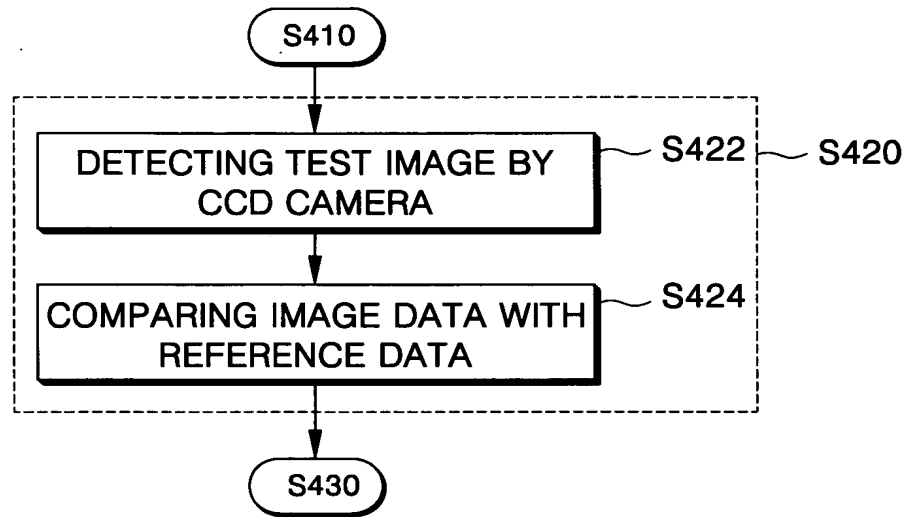 S410
DETECTING TEST IMAGE BY
CCD CAMERA
S422
S420
COMPARING IMAGE DATA WITH
REFERENCE DATA
S424
S430